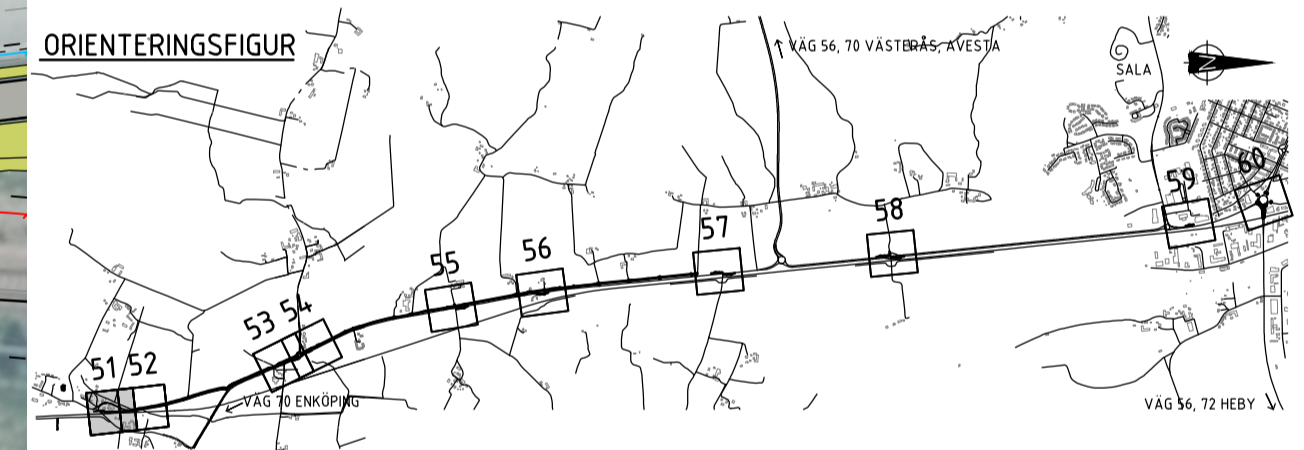 ORIENTERINGSFIGUR
VÄG 56, 70 VÄSTERÅS, AVESTA
SALA
N
60
59
58
57
56
55
54
53
52
51
VÄG 70 ENKÖPING
VÄG 56, 72 HEBY